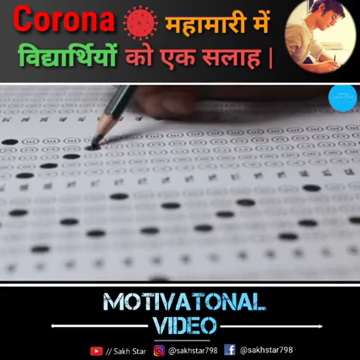 Corona महामारी में
विद्यार्थियों को एक सलाह |
MOTIVATONAL
VIDEO
// Sakh Star @sakhstar798 @sakhstar798